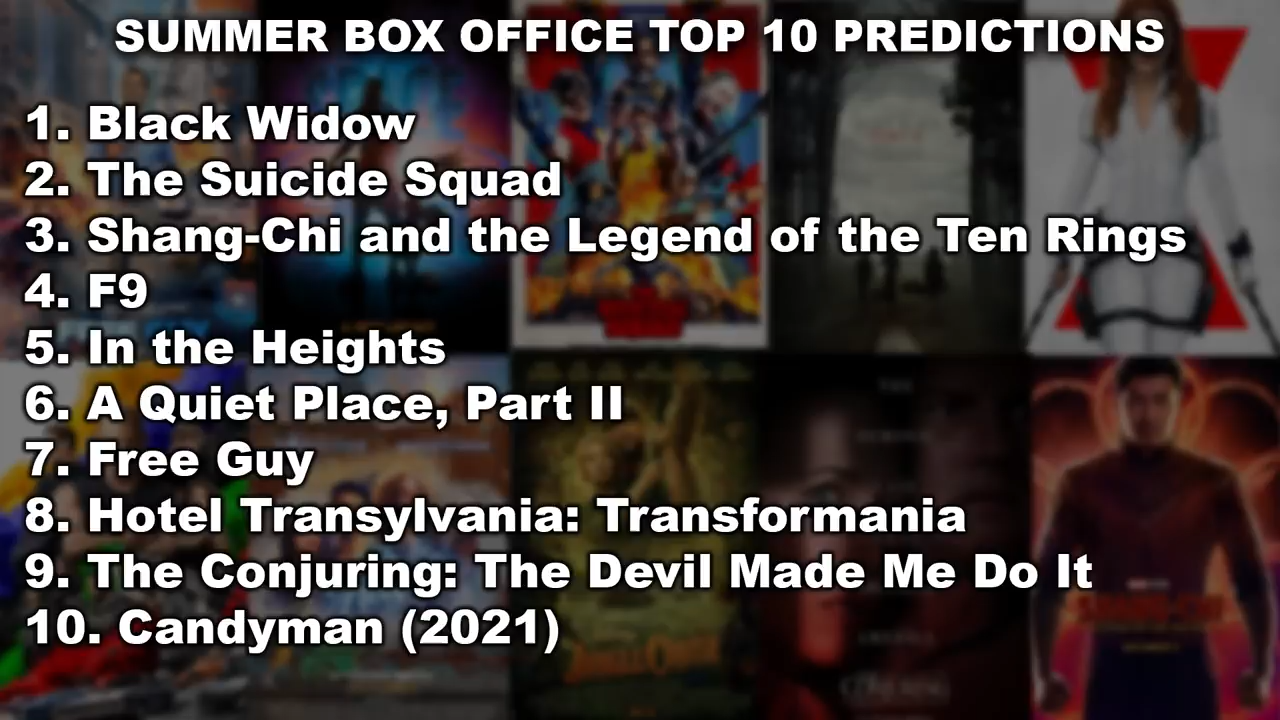 SUMMER BOX OFFICE TOP 10 PREDICTIONS
1. Black Widow
2. The Suicide Squad
3. Shang-Chi and the Legend of the Ten Rings
4. F9
5. In the Heights
6. A Quiet Place, Part II
7. Free Guy
8. Hotel Transylvania: Transformania
9. The Conjuring: The Devil Made Me Do It
10. Candyman (2021)